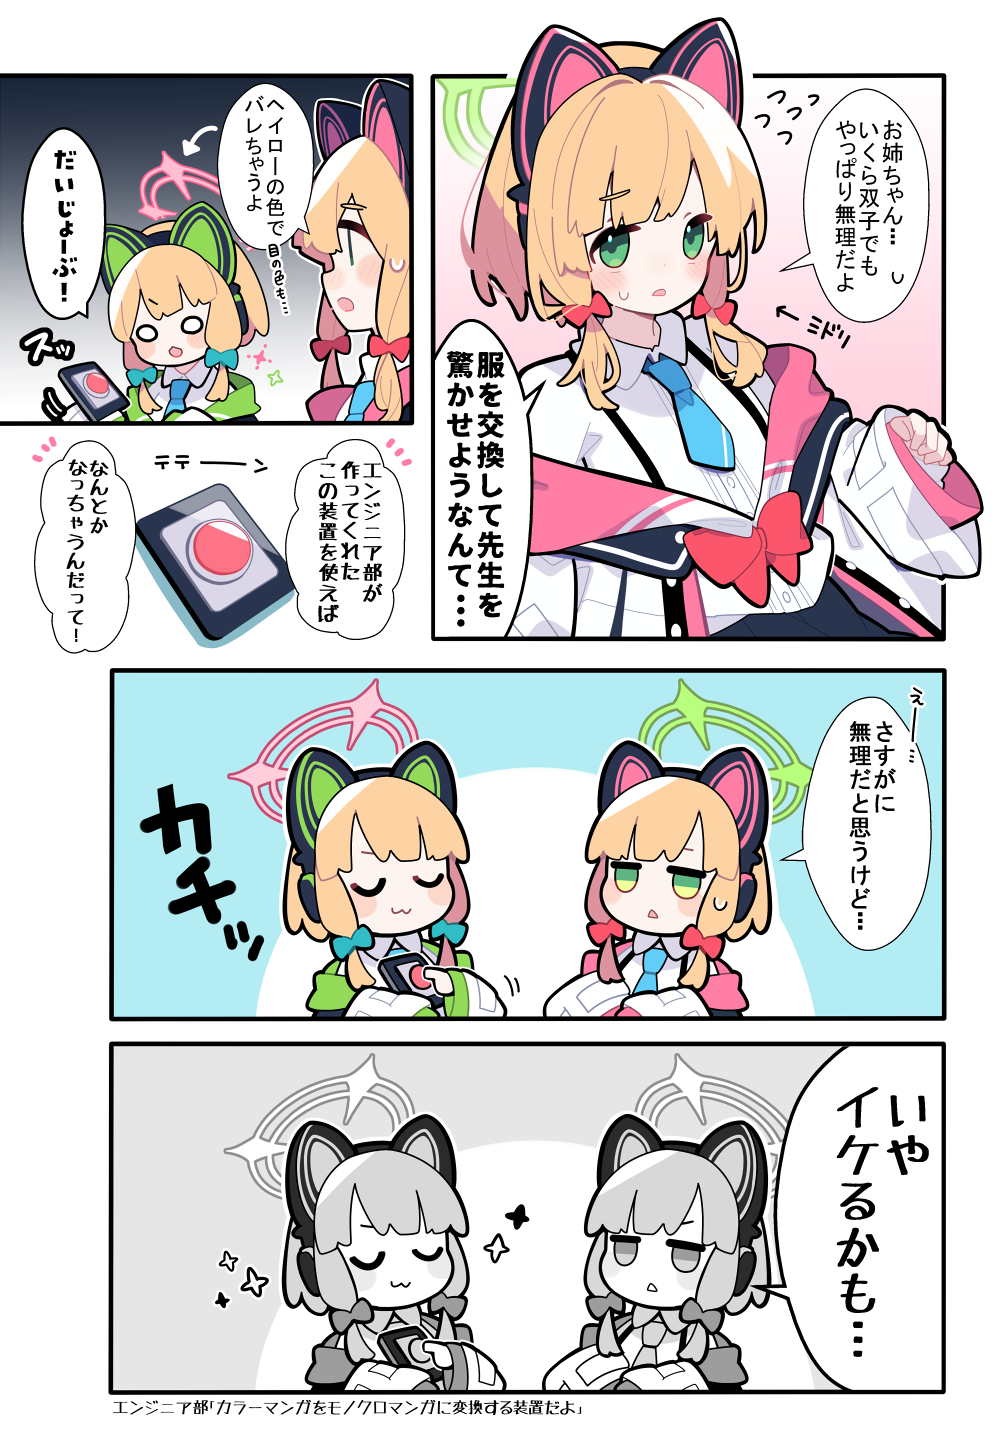 お姉ちゃん…
いくら双子でも
やっぱり無理だよ
ミドリ
服を交換して先生を
驚かせようなんて…
ヘイローの色で
バレちゃうよ
目の色も…
だいじょーぶ!
スッ
テテーーン
エンジニア部が
作ってくれた
この装置を使えば
なんとか
なっちゃうんだって!
えー…
さすがに
無理だと思うけど…
カチッ
いや
イケるかも…
エンジニア部「カラーマンガをモノクロマンガに変換する装置だよ」